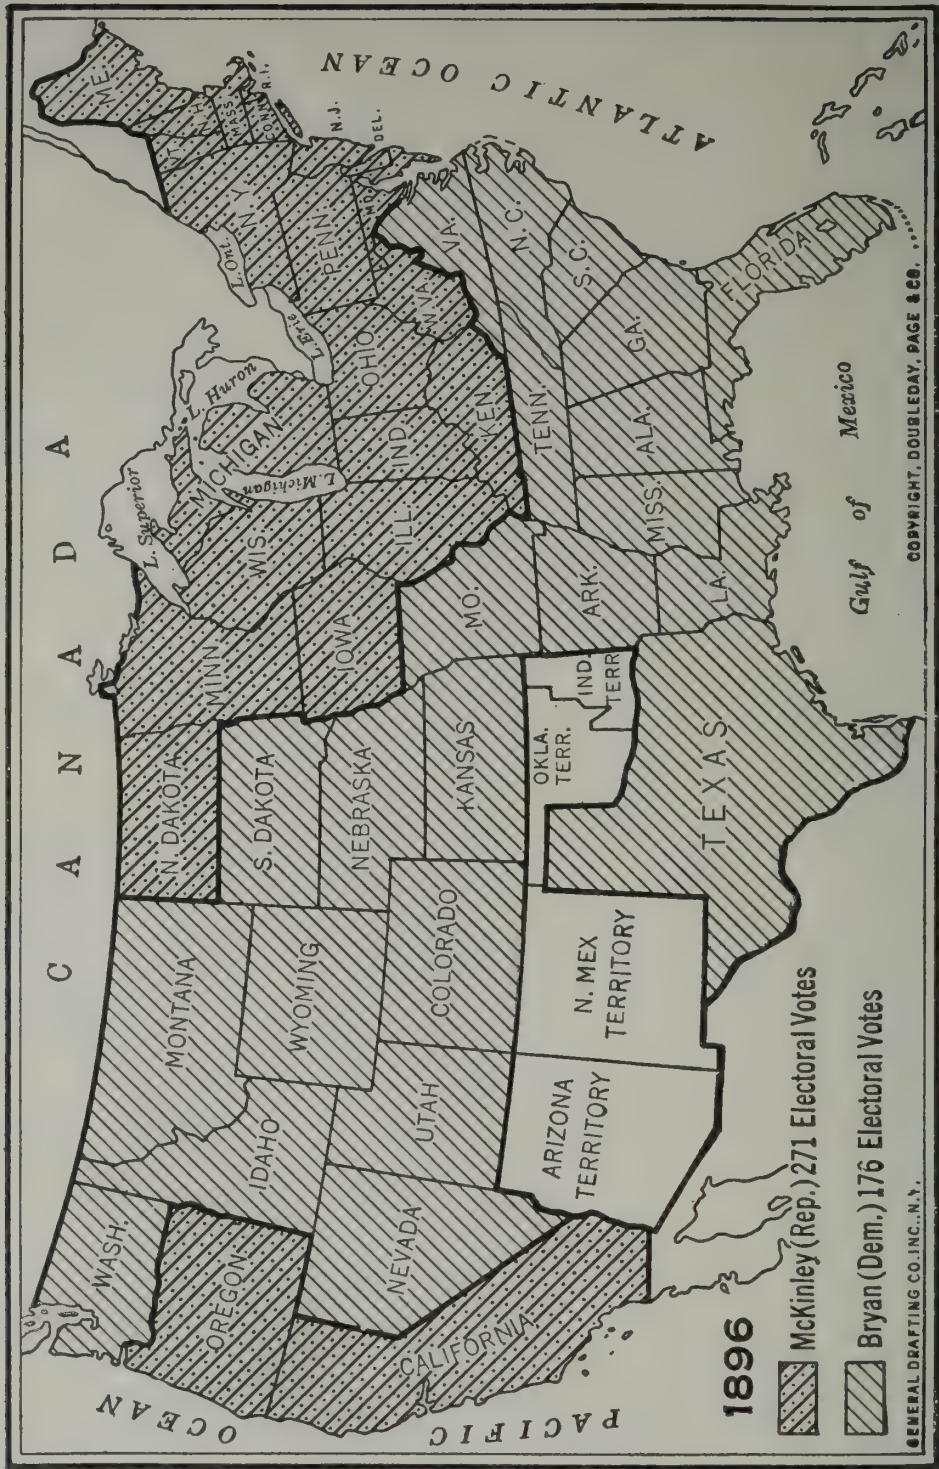 CANADA
ATLANTIC OCEAN
PACIFIC OCEAN
Gulf of Mexico
L. Superior
L. Huron
L. Michigan
L. Erie
L. Ont.
WASH.
OREGON
CALIFORNIA
NEVADA
IDAHO
MONTANA
WYOMING
UTAH
COLORADO
ARIZONA
TERRITORY
N. MEX
TERRITORY
N. DAKOTA
S. DAKOTA
NEBRASKA
KANSAS
OKLA.
TERR.
IND.
TERR.
TEXAS
MINN.
IOWA
MO.
ARK.
LA.
WIS.
MICHIGAN
ILL.
IND.
OHIO
KEN.
TENN.
MISS.
ALA.
GA.
FLORIDA
S.C.
N.C.
VA.
W.VA.
MD.
DEL.
PENN.
N.J.
N.Y.
CONN.
R.I.
MASS.
VT.
N.H.
ME.
1896
McKinley (Rep.) 271 Electoral Votes
Bryan (Dem.) 176 Electoral Votes
GENERAL DRAFTING CO. INC., N.Y.
COPYRIGHT, DOUBLEDAY, PAGE & CO.